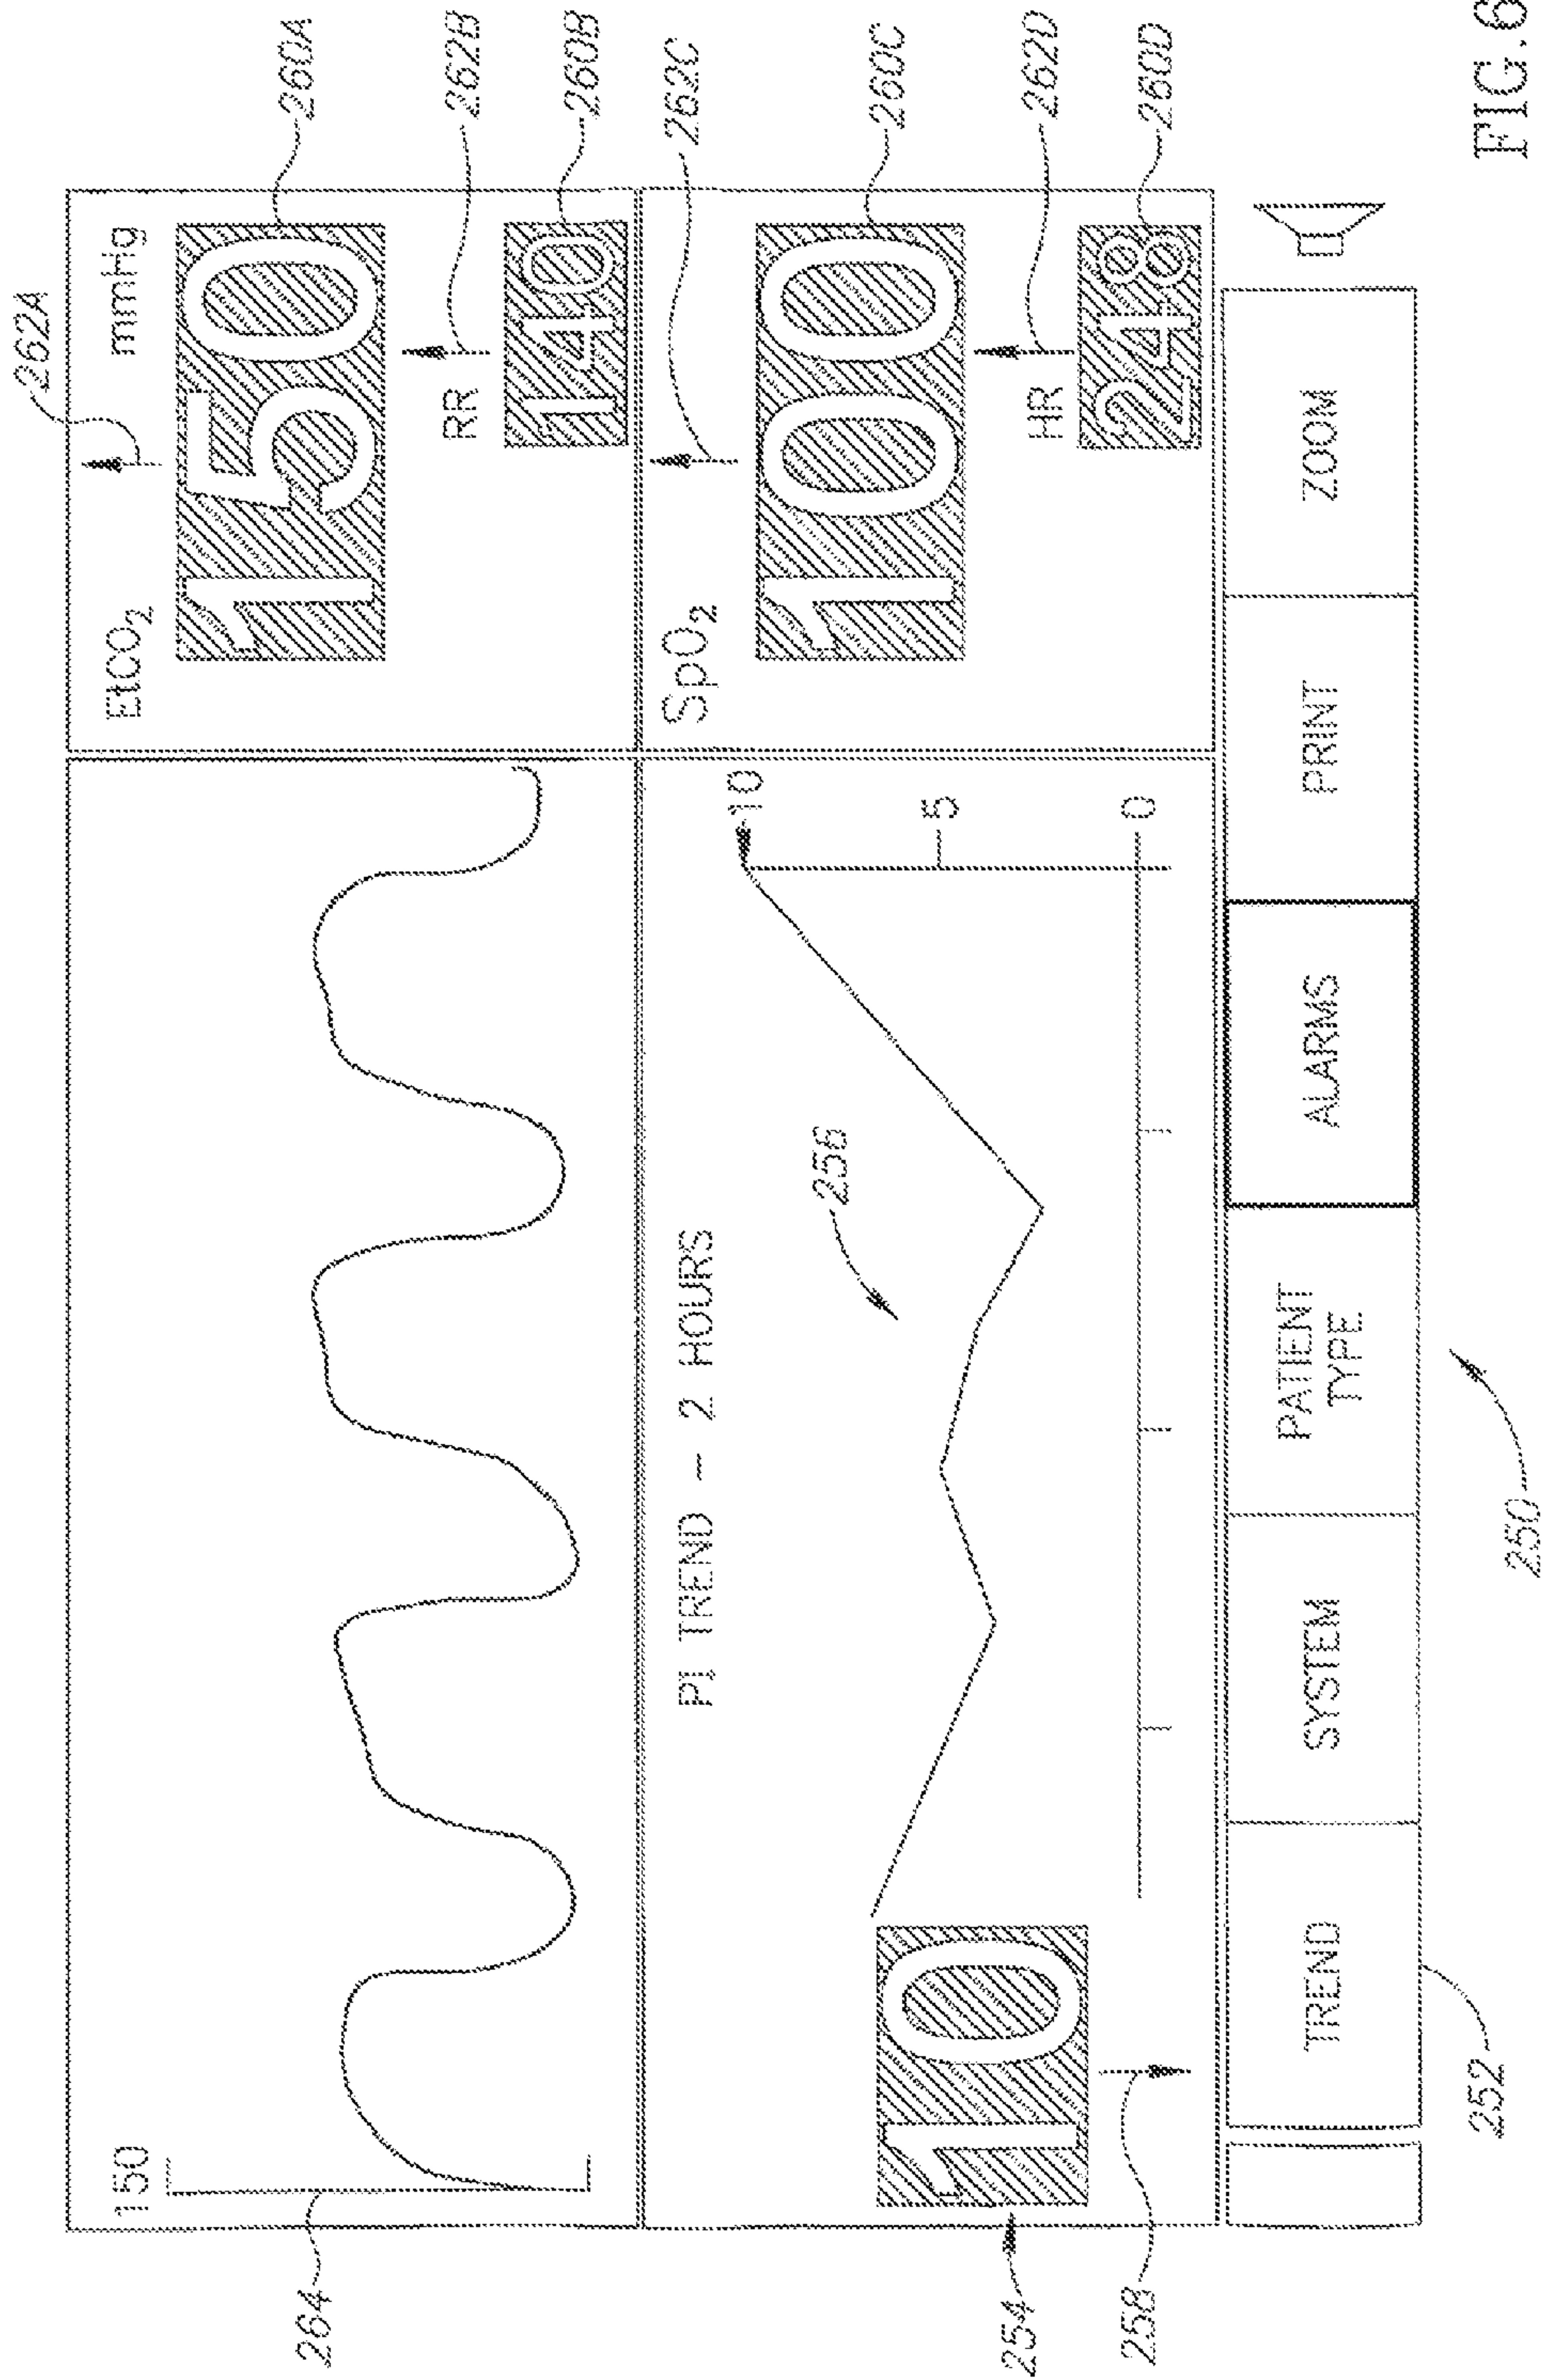 262A
150
EtCO2 mmHg
150
260A
264
RR
262B
140
260B
PI TREND – 2 HOURS
SpO2
262C
10
100
260C
256
5
10
254
HR
262D
0
248
260D
258
TREND
SYSTEM
PATIENT
TYPE
ALARMS
PRINT
ZOOM
252
250
FIG.6